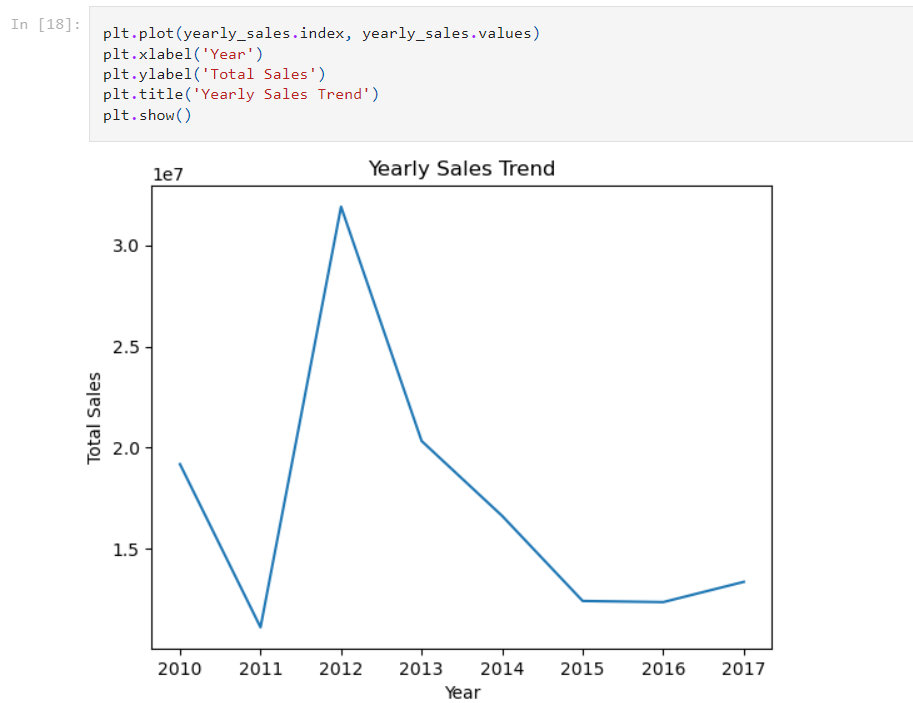 In [18]:
plt.plot(yearly_sales.index, yearly_sales.values)
plt.xlabel('Year')
plt.ylabel('Total Sales')
plt.title('Yearly Sales Trend')
plt.show()
Yearly Sales Trend
1e7
3.0
2.5
2.0
1.5
Total Sales
2010 2011 2012 2013 2014 2015 2016 2017
Year